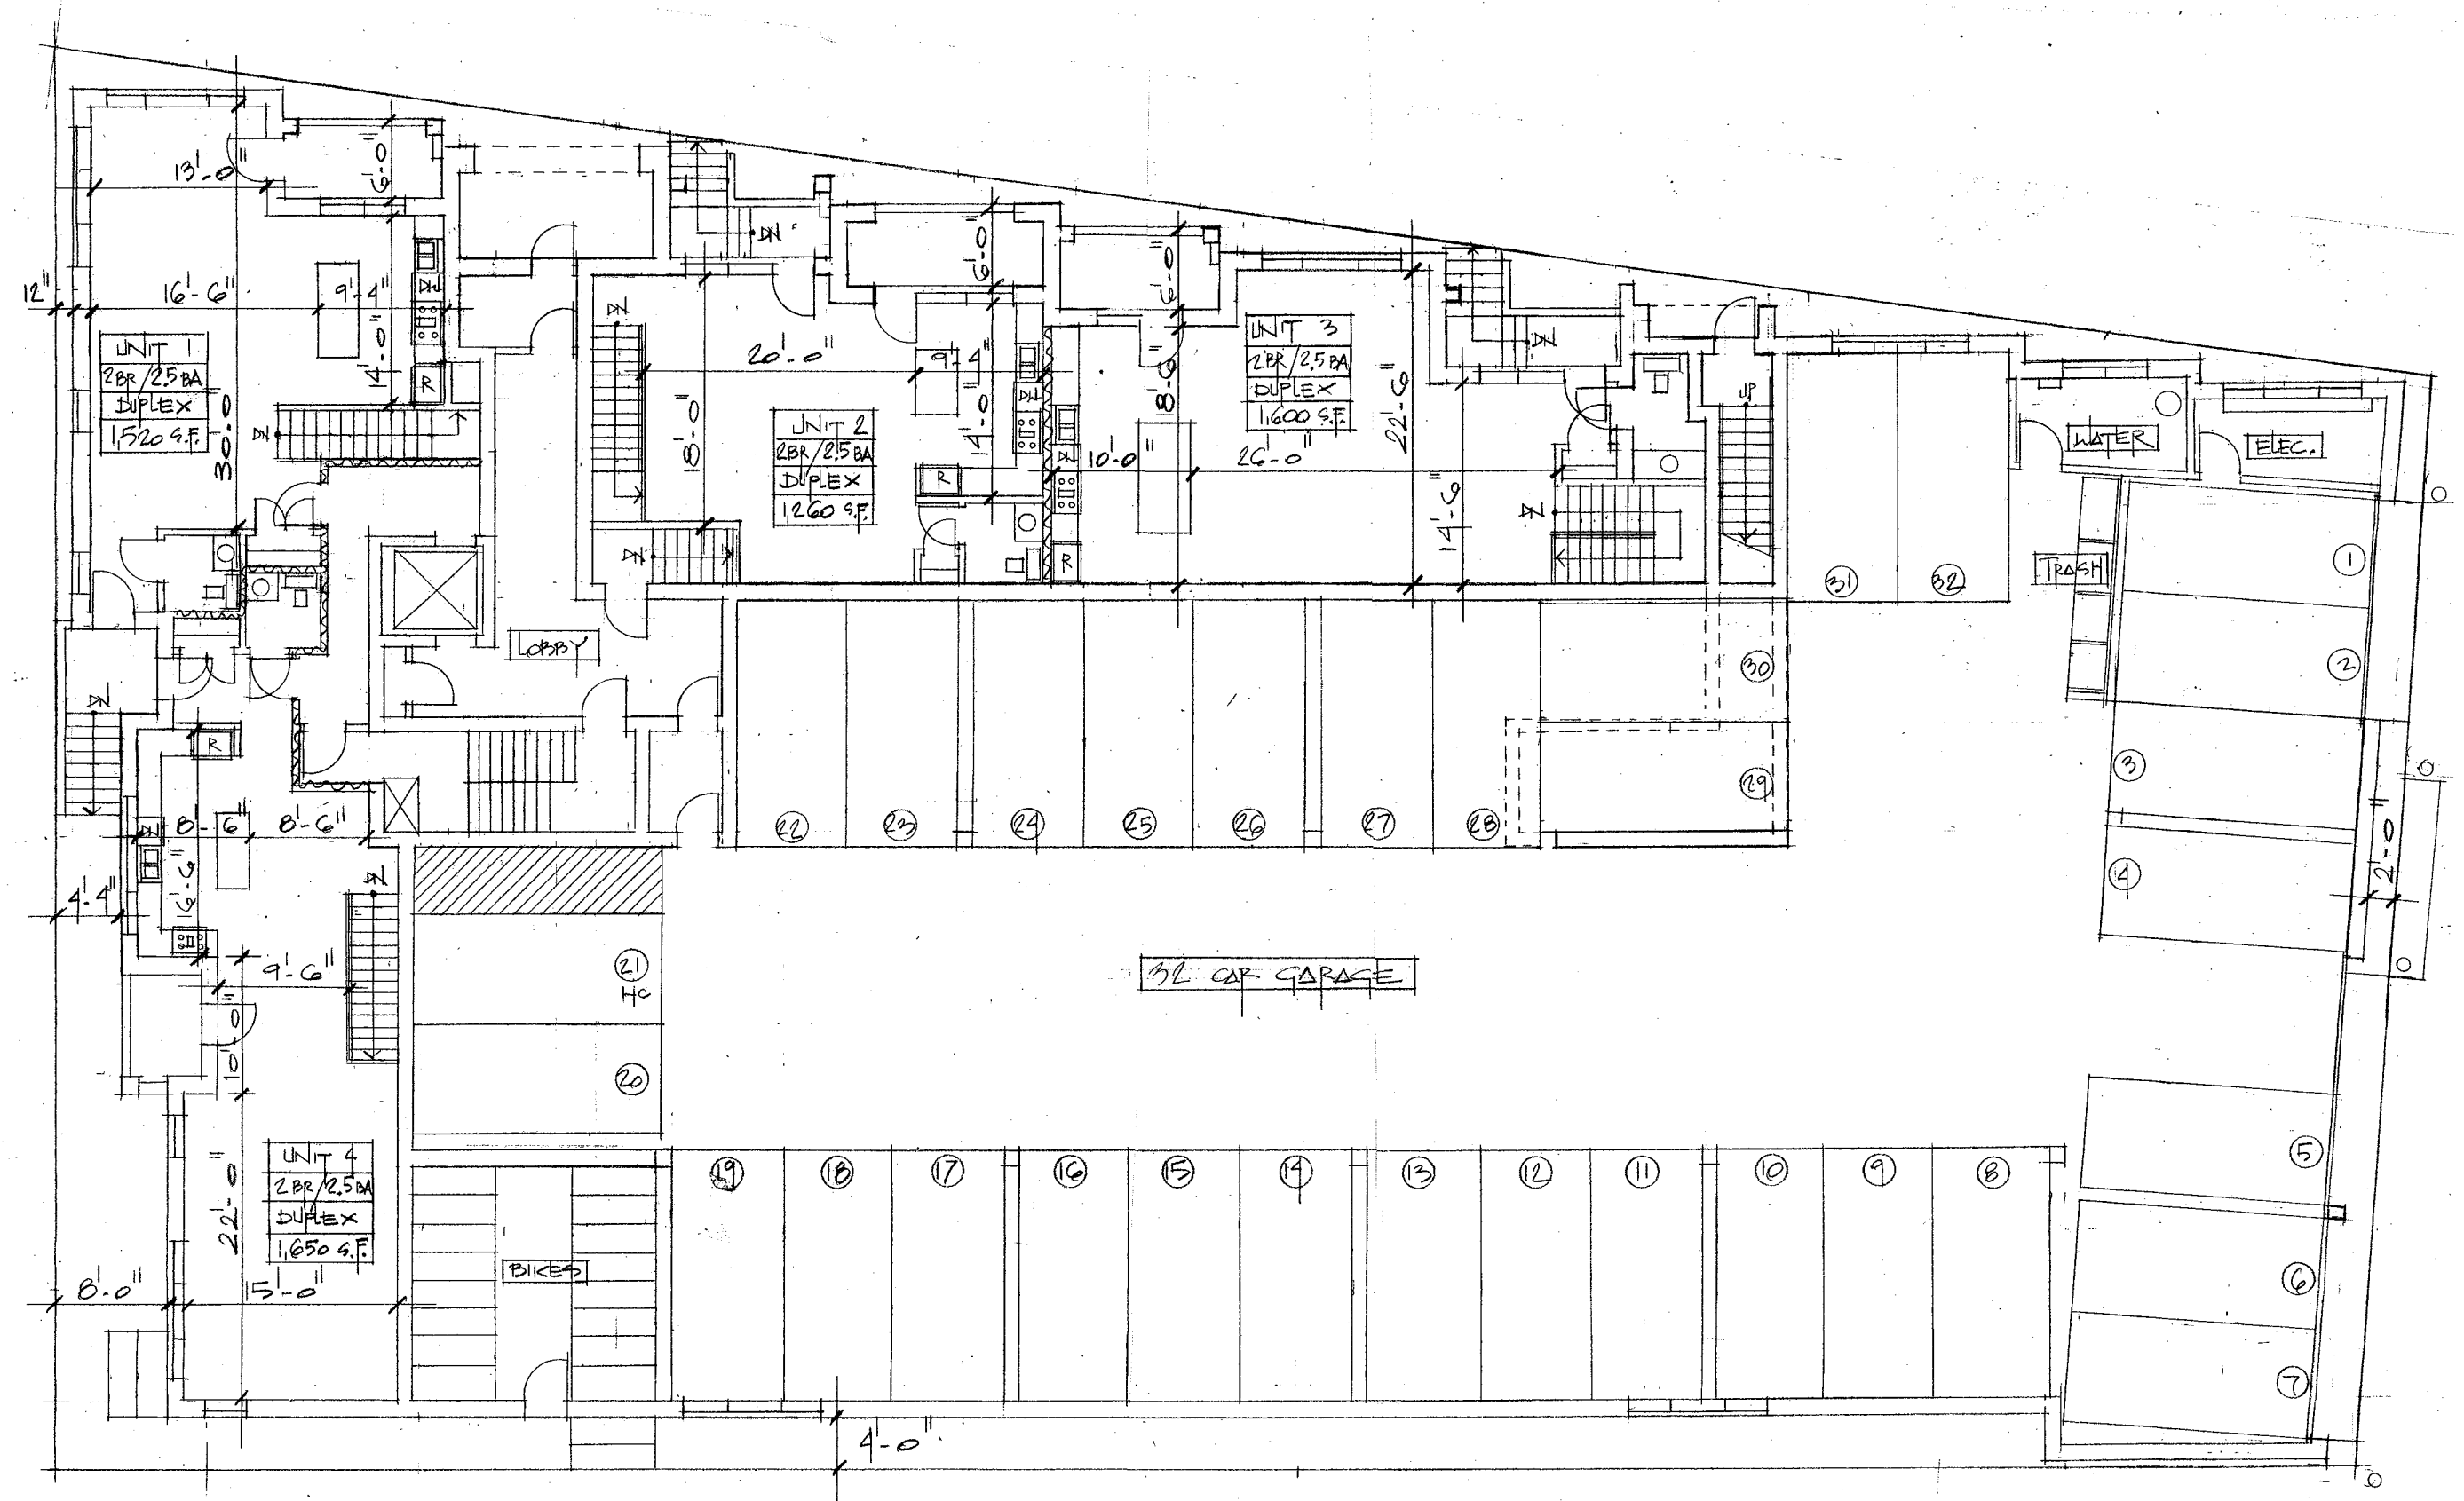 13'-0"
6'-0"
12"
16'-6"
9'-4"
14'-0"
UNIT 1
2BR/2.5BA
DUPLEX
1,520 S.F.
30'-0
DN
R
DN
DN
20'-0"
18'-0"
6'-0"
9'-4"
14'-0"
UNIT 2
2BR/2.5BA
DUPLEX
1,260 S.F.
R
DN
6'-0"
18'-6"
UNIT 3
2BR/2.5BA
DUPLEX
1,600 S.F.
22'-6"
10'-0"
26'-0"
14'-6"
DN
DN
R
UP
WATER
ELEC.
TRASH
31
32
1
2
3
4
2'-0"
LOBBY
DN
R
8'-6"
8'-6"
16'-6"
4'-4"
DN
9'-6"
10'-0"
22
23
24
25
26
27
28
29
30
21
HC
20
32 CAR GARAGE
UNIT 4
2BR/2.5BA
DUPLEX
1,650 S.F.
22'-0"
8'-0"
15'-0"
BIKES
19
18
17
16
15
14
13
12
11
10
9
8
5
6
7
4'-0"